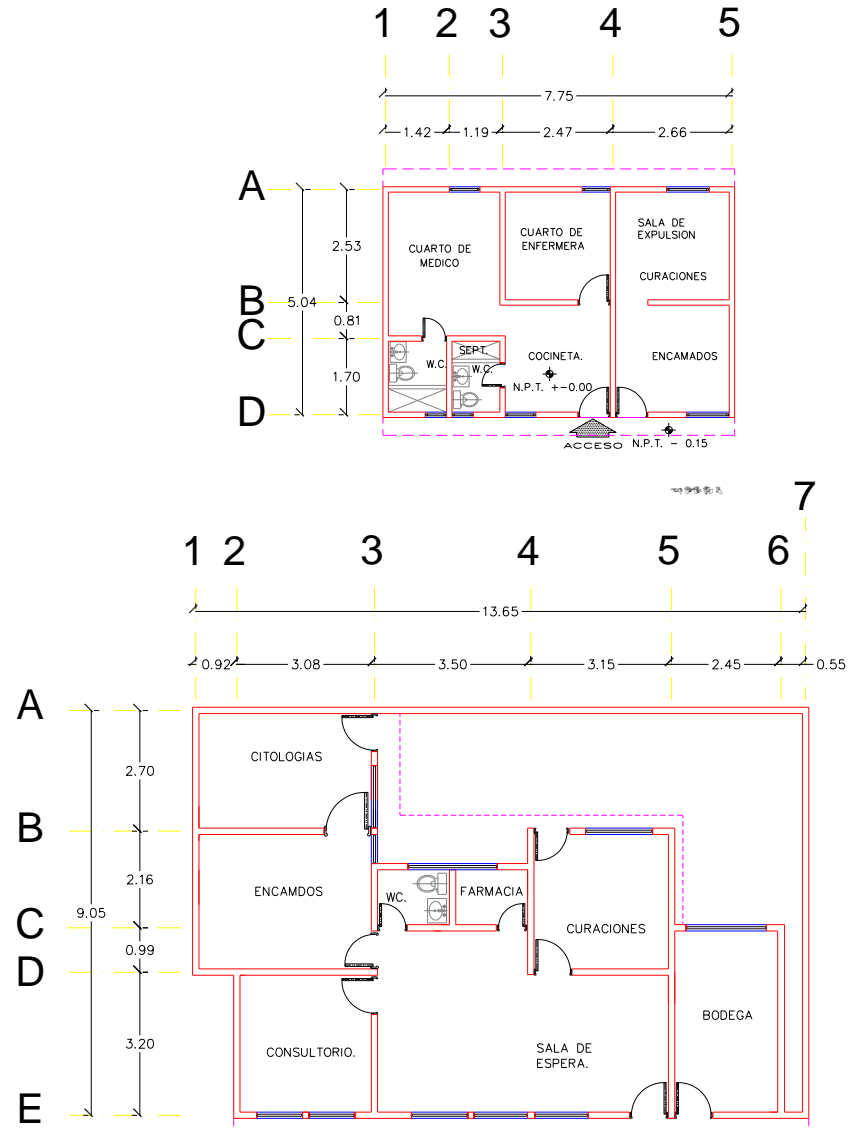 1 2 3 4 5
7.75
1.42 1.19 2.47 2.66
A
B
C
D
2.53
5.04
0.81
1.70
CUARTO DE
MEDICO
CUARTO DE
ENFERMERA
SALA DE
EXPULSION
CURACIONES
SEPT.
W.C.
W.C.
COCINETA.
ENCAMADOS
N.P.T. +-0.00
ACCESO
N.P.T. - 0.15
7
1 2 3 4 5 6
13.65
0.92 3.08 3.50 3.15 2.45 0.55
A
B
C
D
E
2.70
2.16
9.05
0.99
3.20
CITOLOGIAS
ENCAMDOS
WC.
FARMACIA
CURACIONES
BODEGA
CONSULTORIO.
SALA DE
ESPERA.